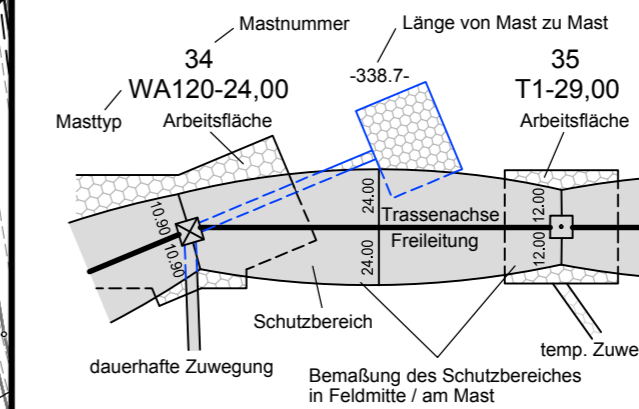 Mastnummer
Länge von Mast zu Mast
34
-338.7-
35
WA120-24,00
T1-29,00
Masttyp
Arbeitsfläche
Arbeitsfläche
10.90
24.00
12.00
Trassenachse
Freileitung
10.90
24.00
12.00
Schutzbereich
dauerhafte Zuwegung
temp. Zuwe
Bemaßung des Schutzbereiches
in Feldmitte / am Mast